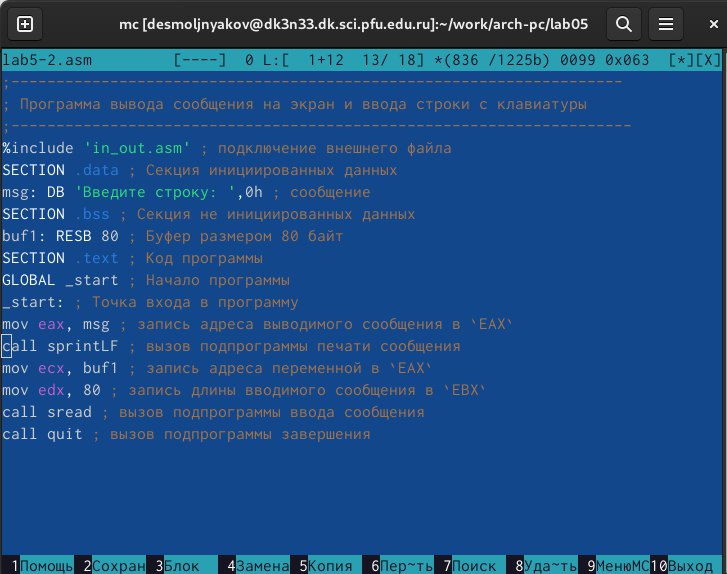 mc [desmoljnyakov@dk3n33.dk.sci.pfu.edu.ru]:~/work/arch-pc/lab05
lab5-2.asm [----] 0 L:[ 1+12 13/ 18] *(836 /1225b) 0099 0x063 [*][X]
;--------------------------------------------------------------------
; Программа вывода сообщения на экран и ввода строки с клавиатуры
;---------------------------------------------------------------------
%include 'in_out.asm' ; подключение внешнего файла
SECTION .data ; Секция инициированных данных
msg: DB 'Введите строку: ',0h ; сообщение
SECTION .bss ; Секция не инициированных данных
buf1: RESB 80 ; Буфер размером 80 байт
SECTION .text ; Код программы
GLOBAL _start ; Начало программы
_start: ; Точка входа в программу
mov eax, msg ; запись адреса выводимого сообщения в `EAX`
call sprintLF ; вызов подпрограммы печати сообщения
mov ecx, buf1 ; запись адреса переменной в `EAX`
mov edx, 80 ; запись длины вводимого сообщения в `EBX`
call sread ; вызов подпрограммы ввода сообщения
call quit ; вызов подпрограммы завершения
1Помощь 2Сохран 3Блок 4Замена 5Копия 6Пер~ть 7Поиск 8Уда~ть 9МенюМС 10Выход